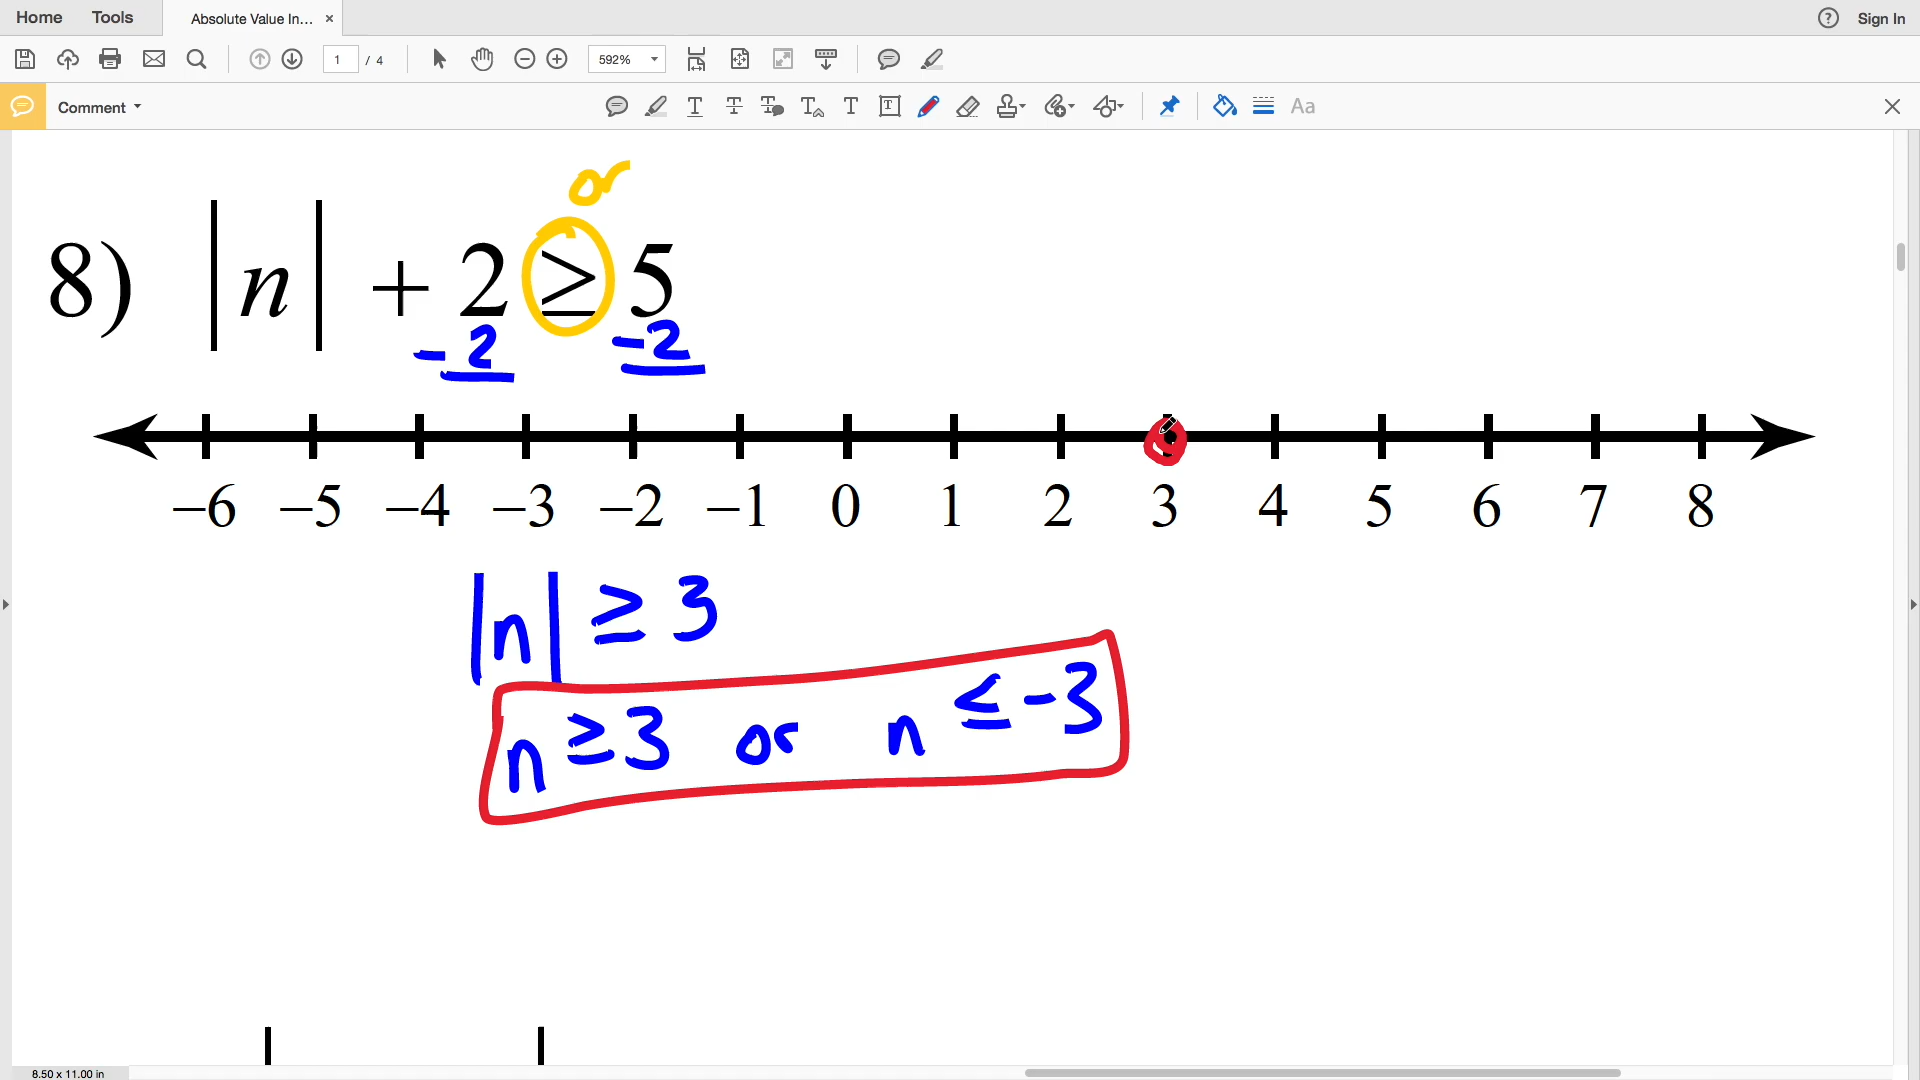 Home Tools Absolute Value In... × ? Sign In
1 / 4 592%
Comment T T T T T T Aa
or
8) |n| + 2 ≥ 5
-2 -2
−6 −5 −4 −3 −2 −1 0 1 2 3 4 5 6 7 8
|n| ≥ 3
n ≥ 3 or n ≤ -3
8.50 x 11.00 in